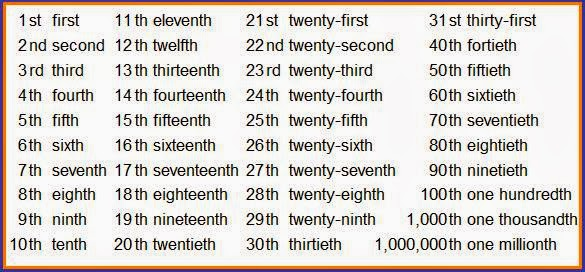 1st first 11th eleventh 21st twenty-first 31st thirty-first
2nd second 12th twelfth 22nd twenty-second 40th fortieth
3rd third 13th thirteenth 23rd twenty-third 50th fiftieth
4th fourth 14th fourteenth 24th twenty-fourth 60th sixtieth
5th fifth 15th fifteenth 25th twenty-fifth 70th seventieth
6th sixth 16th sixteenth 26th twenty-sixth 80th eightieth
7th seventh 17th seventeenth 27th twenty-seventh 90th ninetieth
8th eighth 18th eighteenth 28th twenty-eighth 100th one hundredth
9th ninth 19th nineteenth 29th twenty-ninth 1,000th one thousandth
10th tenth 20th twentieth 30th thirtieth 1,000,000th one millionth